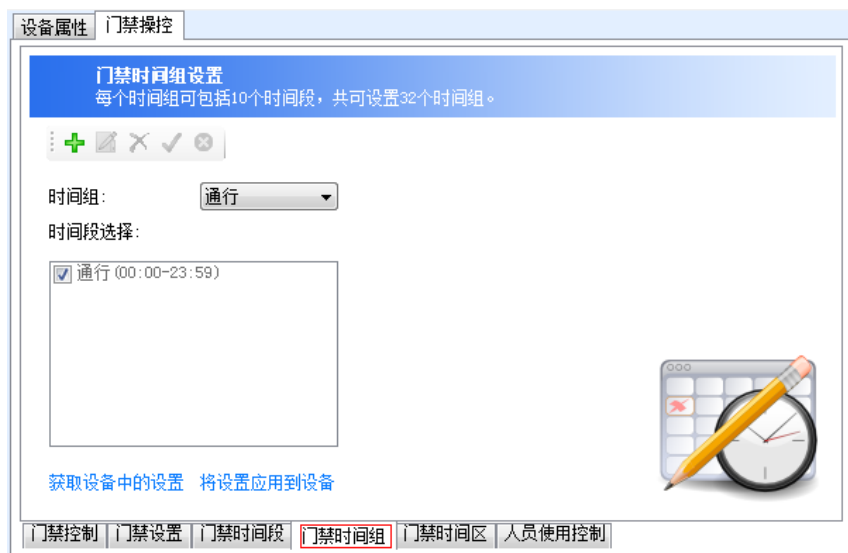 设备属性 门禁操控
门禁时间组设置
每个时间组可包括10个时间段，共可设置32个时间组。
时间组: 通行
时间段选择:
通行(00:00-23:59)
获取设备中的设置 将设置应用到设备
门禁控制 门禁设置 门禁时间段 门禁时间组 门禁时间区 人员使用控制